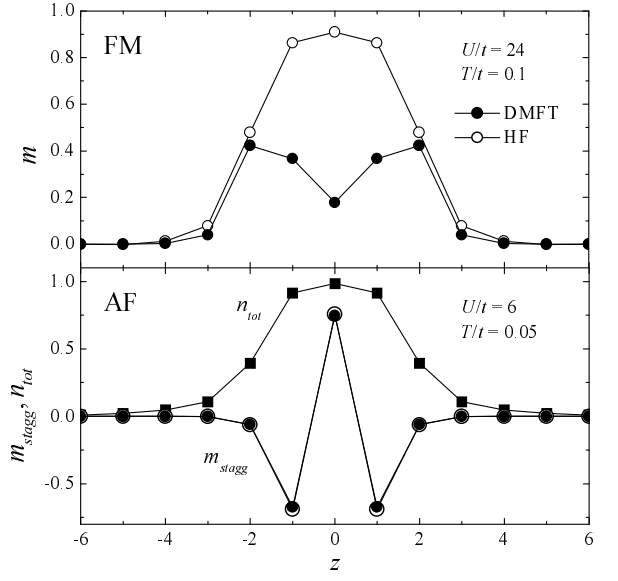 1.0
FM
U/t = 24
0.8
T/t = 0.1
0.6
DMFT
HF
m
0.4
0.2
0.0
1.0
AF
n_tot
U/t = 6
T/t = 0.05
0.5
m_stagg, n_tot
0.0
m_stagg
-0.5
-6 -4 -2 0 2 4 6
z